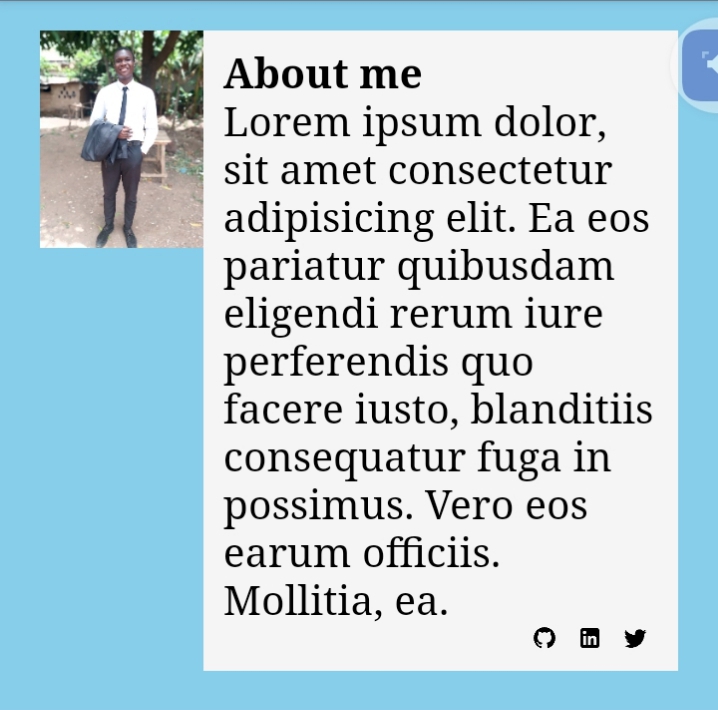 About me
Lorem ipsum dolor,
sit amet consectetur
adipisicing elit. Ea eos
pariatur quibusdam
eligendi rerum iure
perferendis quo
facere iusto, blanditiis
consequatur fuga in
possimus. Vero eos
earum officiis.
Mollitia, ea.
in